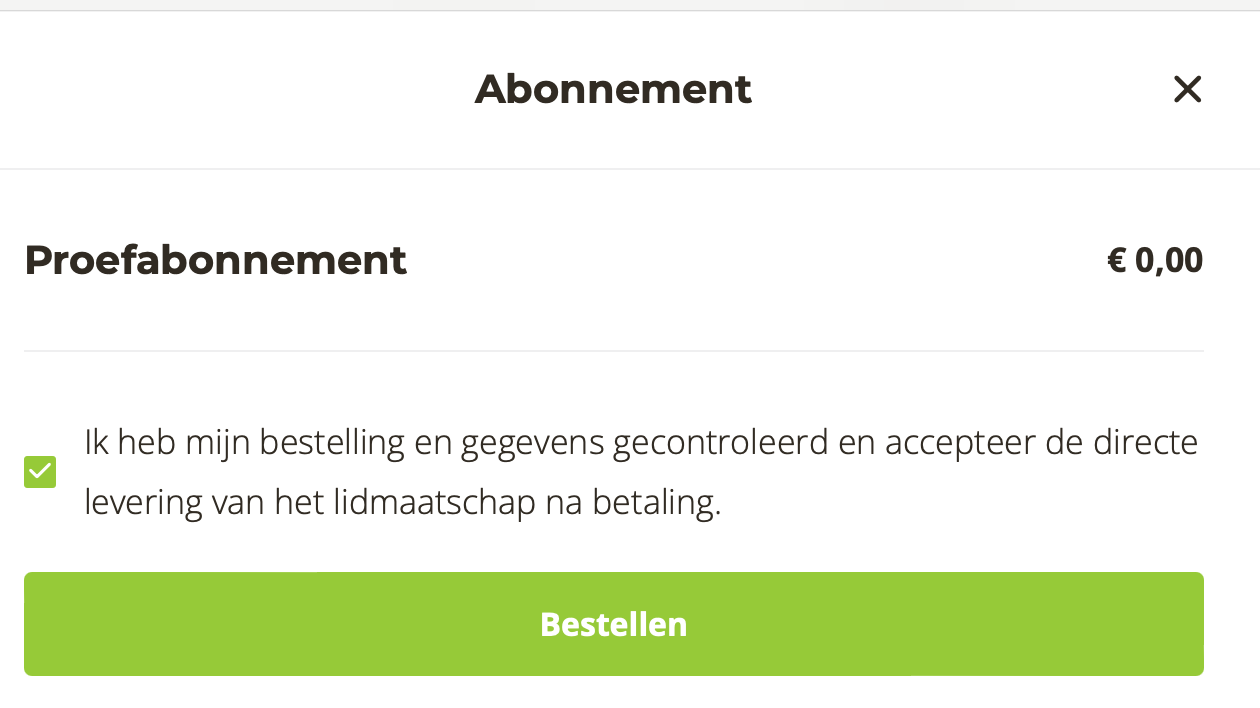 Abonnement
Proefabonnement € 0,00
Ik heb mijn bestelling en gegevens gecontroleerd en accepteer de directe
levering van het lidmaatschap na betaling.
Bestellen